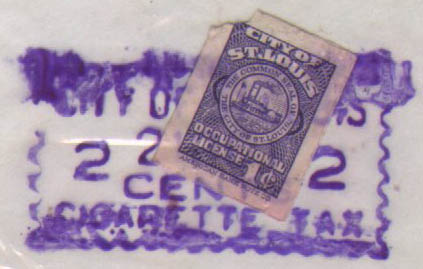 CITY OF
ST. LOUIS
THE COMMON SEAL OF
THE CITY OF ST. LOUIS
OCCUPATIONAL
LICENSE 1¢
2 2 2
CEN
CIGARETTE TAX